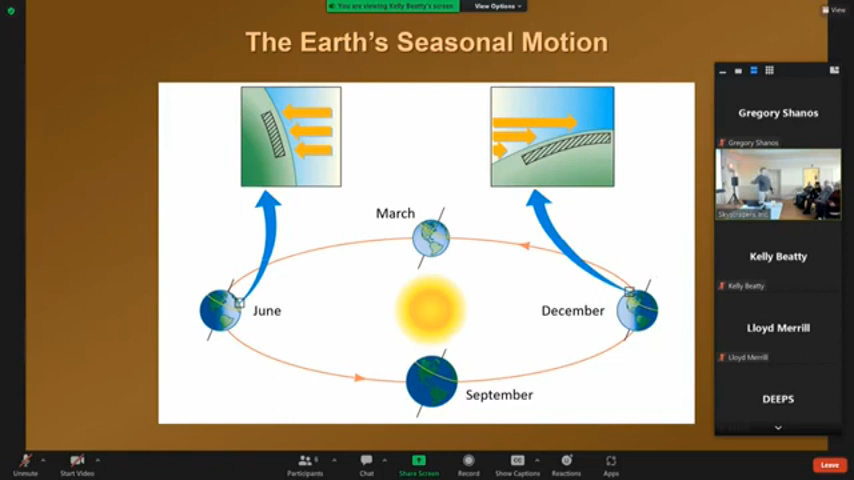 You are viewing Kelly Beatty's screen
View Options
View
The Earth's Seasonal Motion
March
June
December
September
Gregory Shanos
Gregory Shanos
Skyscrapers, Inc.
Kelly Beatty
Kelly Beatty
Lloyd Merrill
Lloyd Merrill
DEEPS
Unmute
Start Video
Participants
6
Chat
Share Screen
Record
Show Captions
Reactions
Apps
Leave